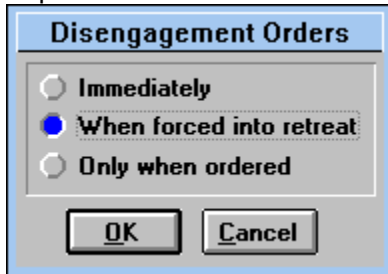 Disengagement Orders
Immediately
When forced into retreat
Only when ordered
OK
Cancel